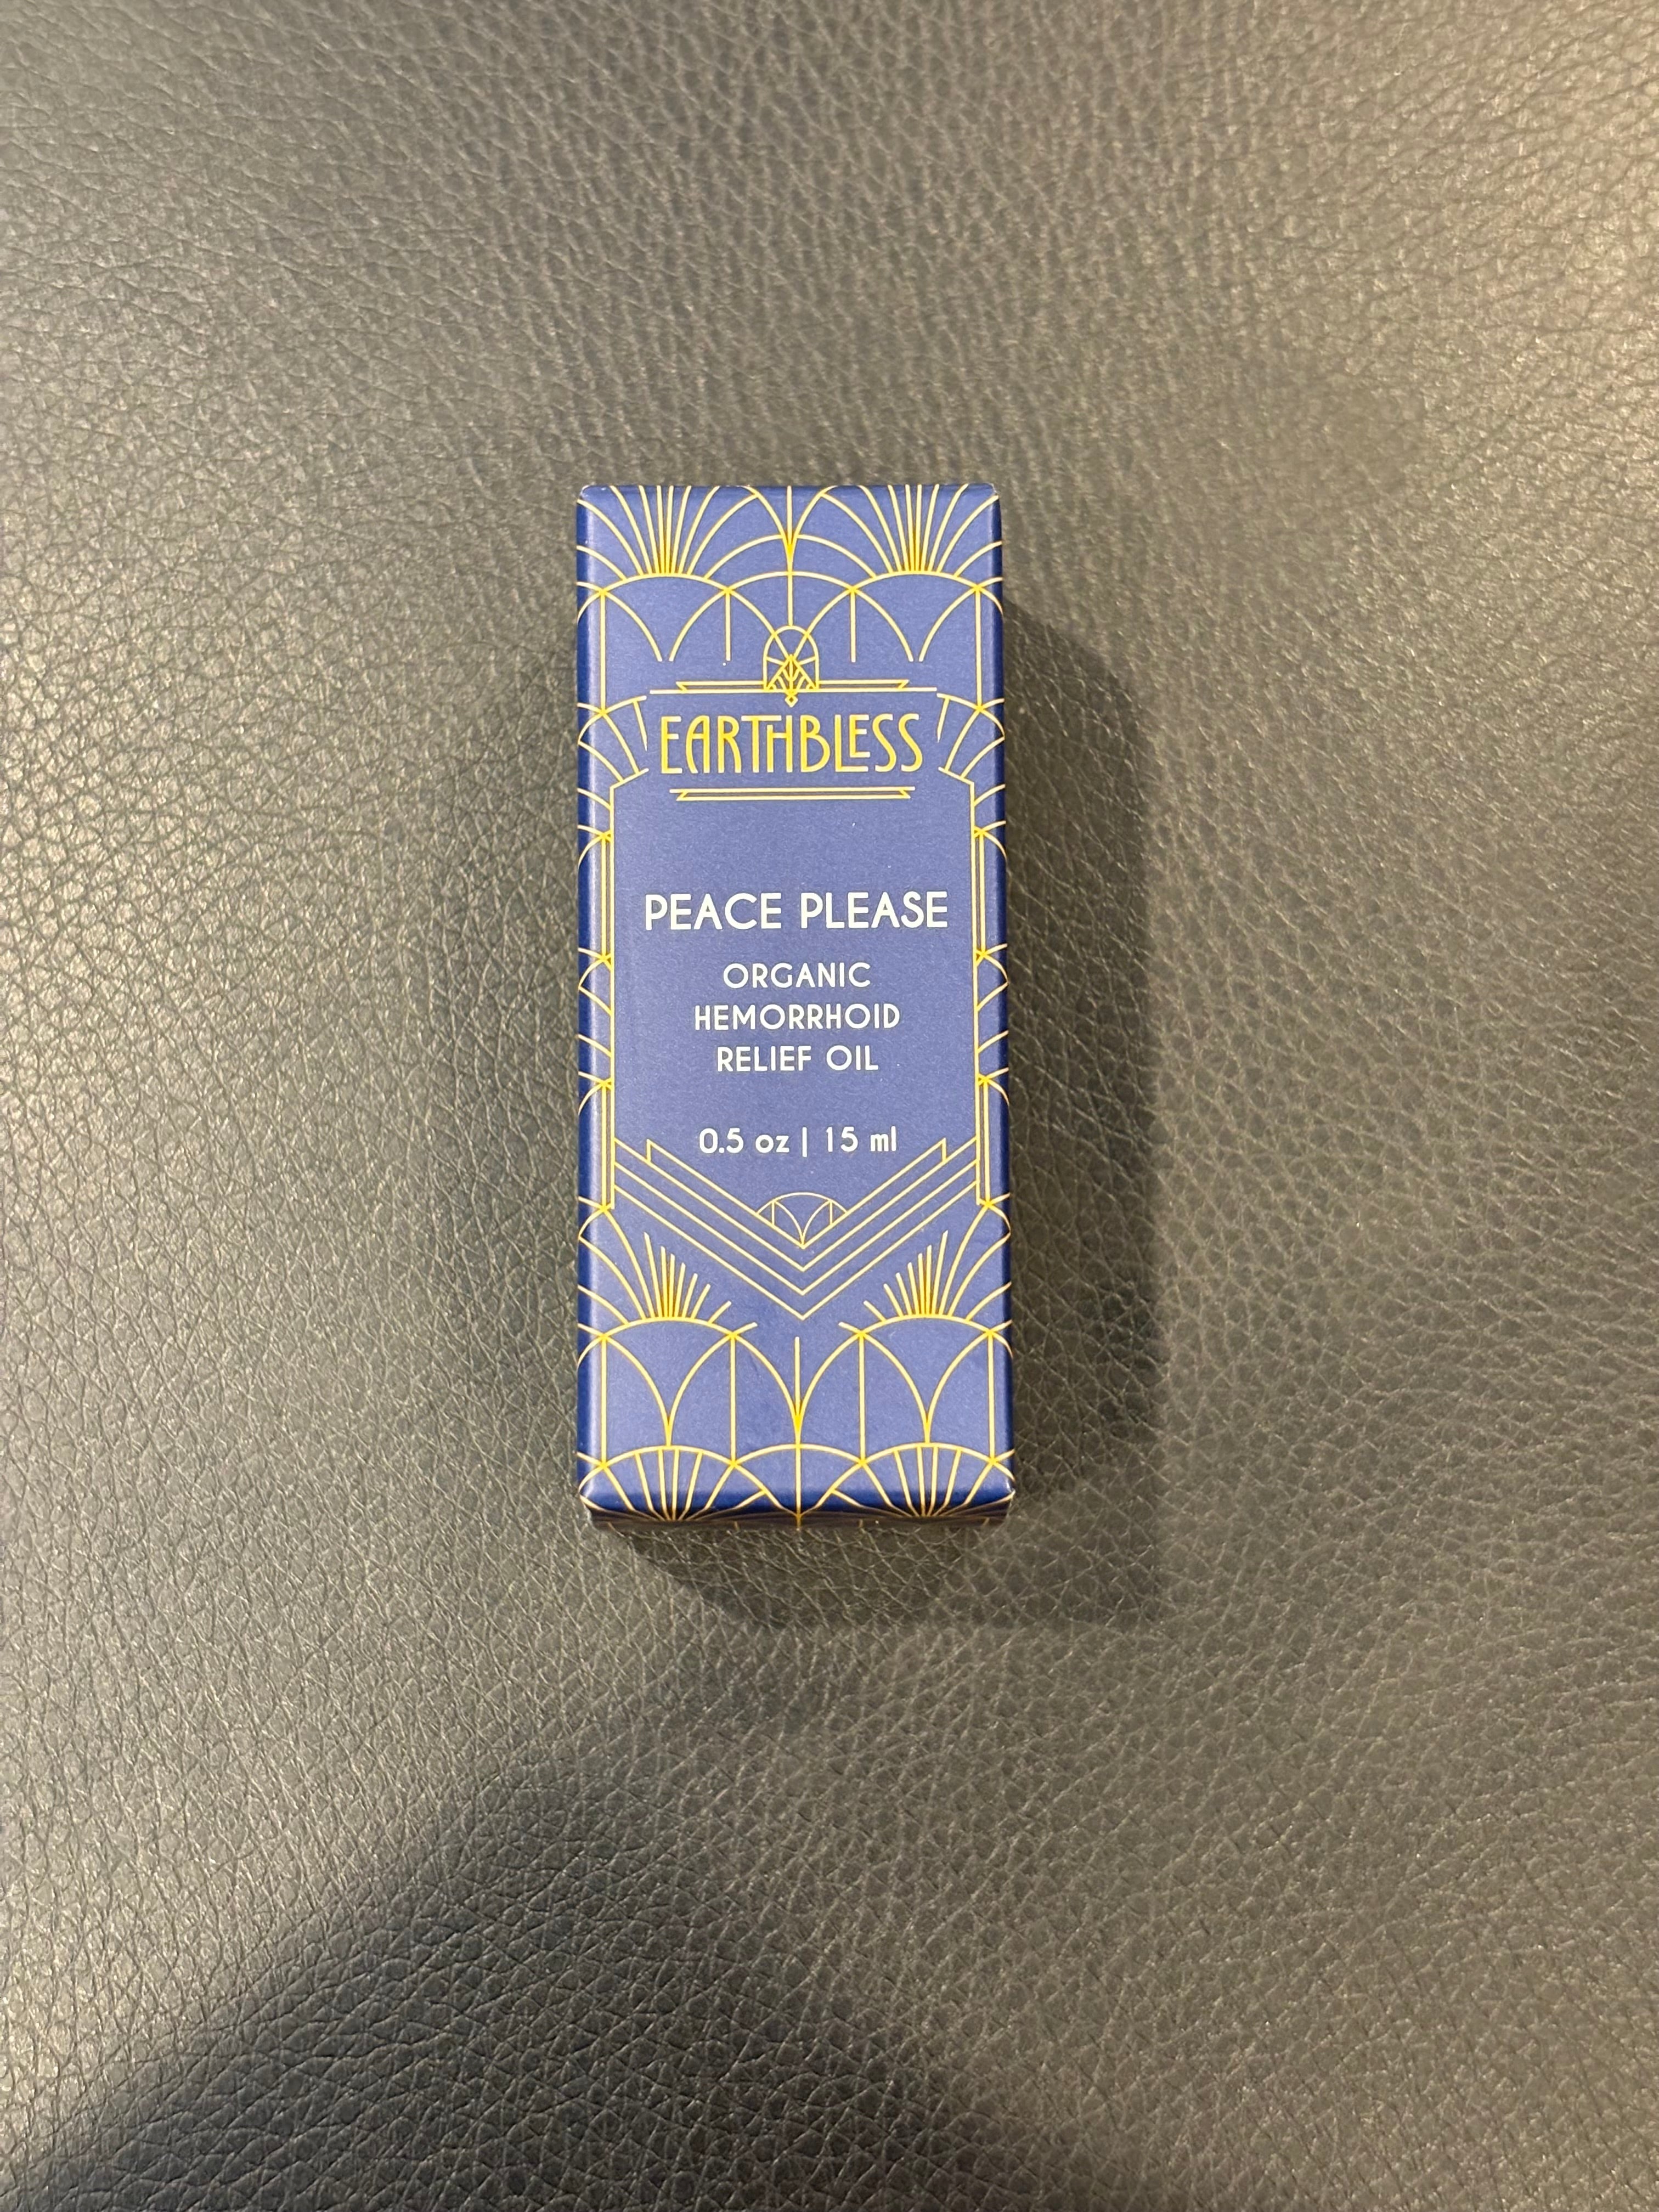 EARTHBLESS
PEACE PLEASE
ORGANIC
HEMORRHOID
RELIEF OIL
0.5 oz | 15 ml